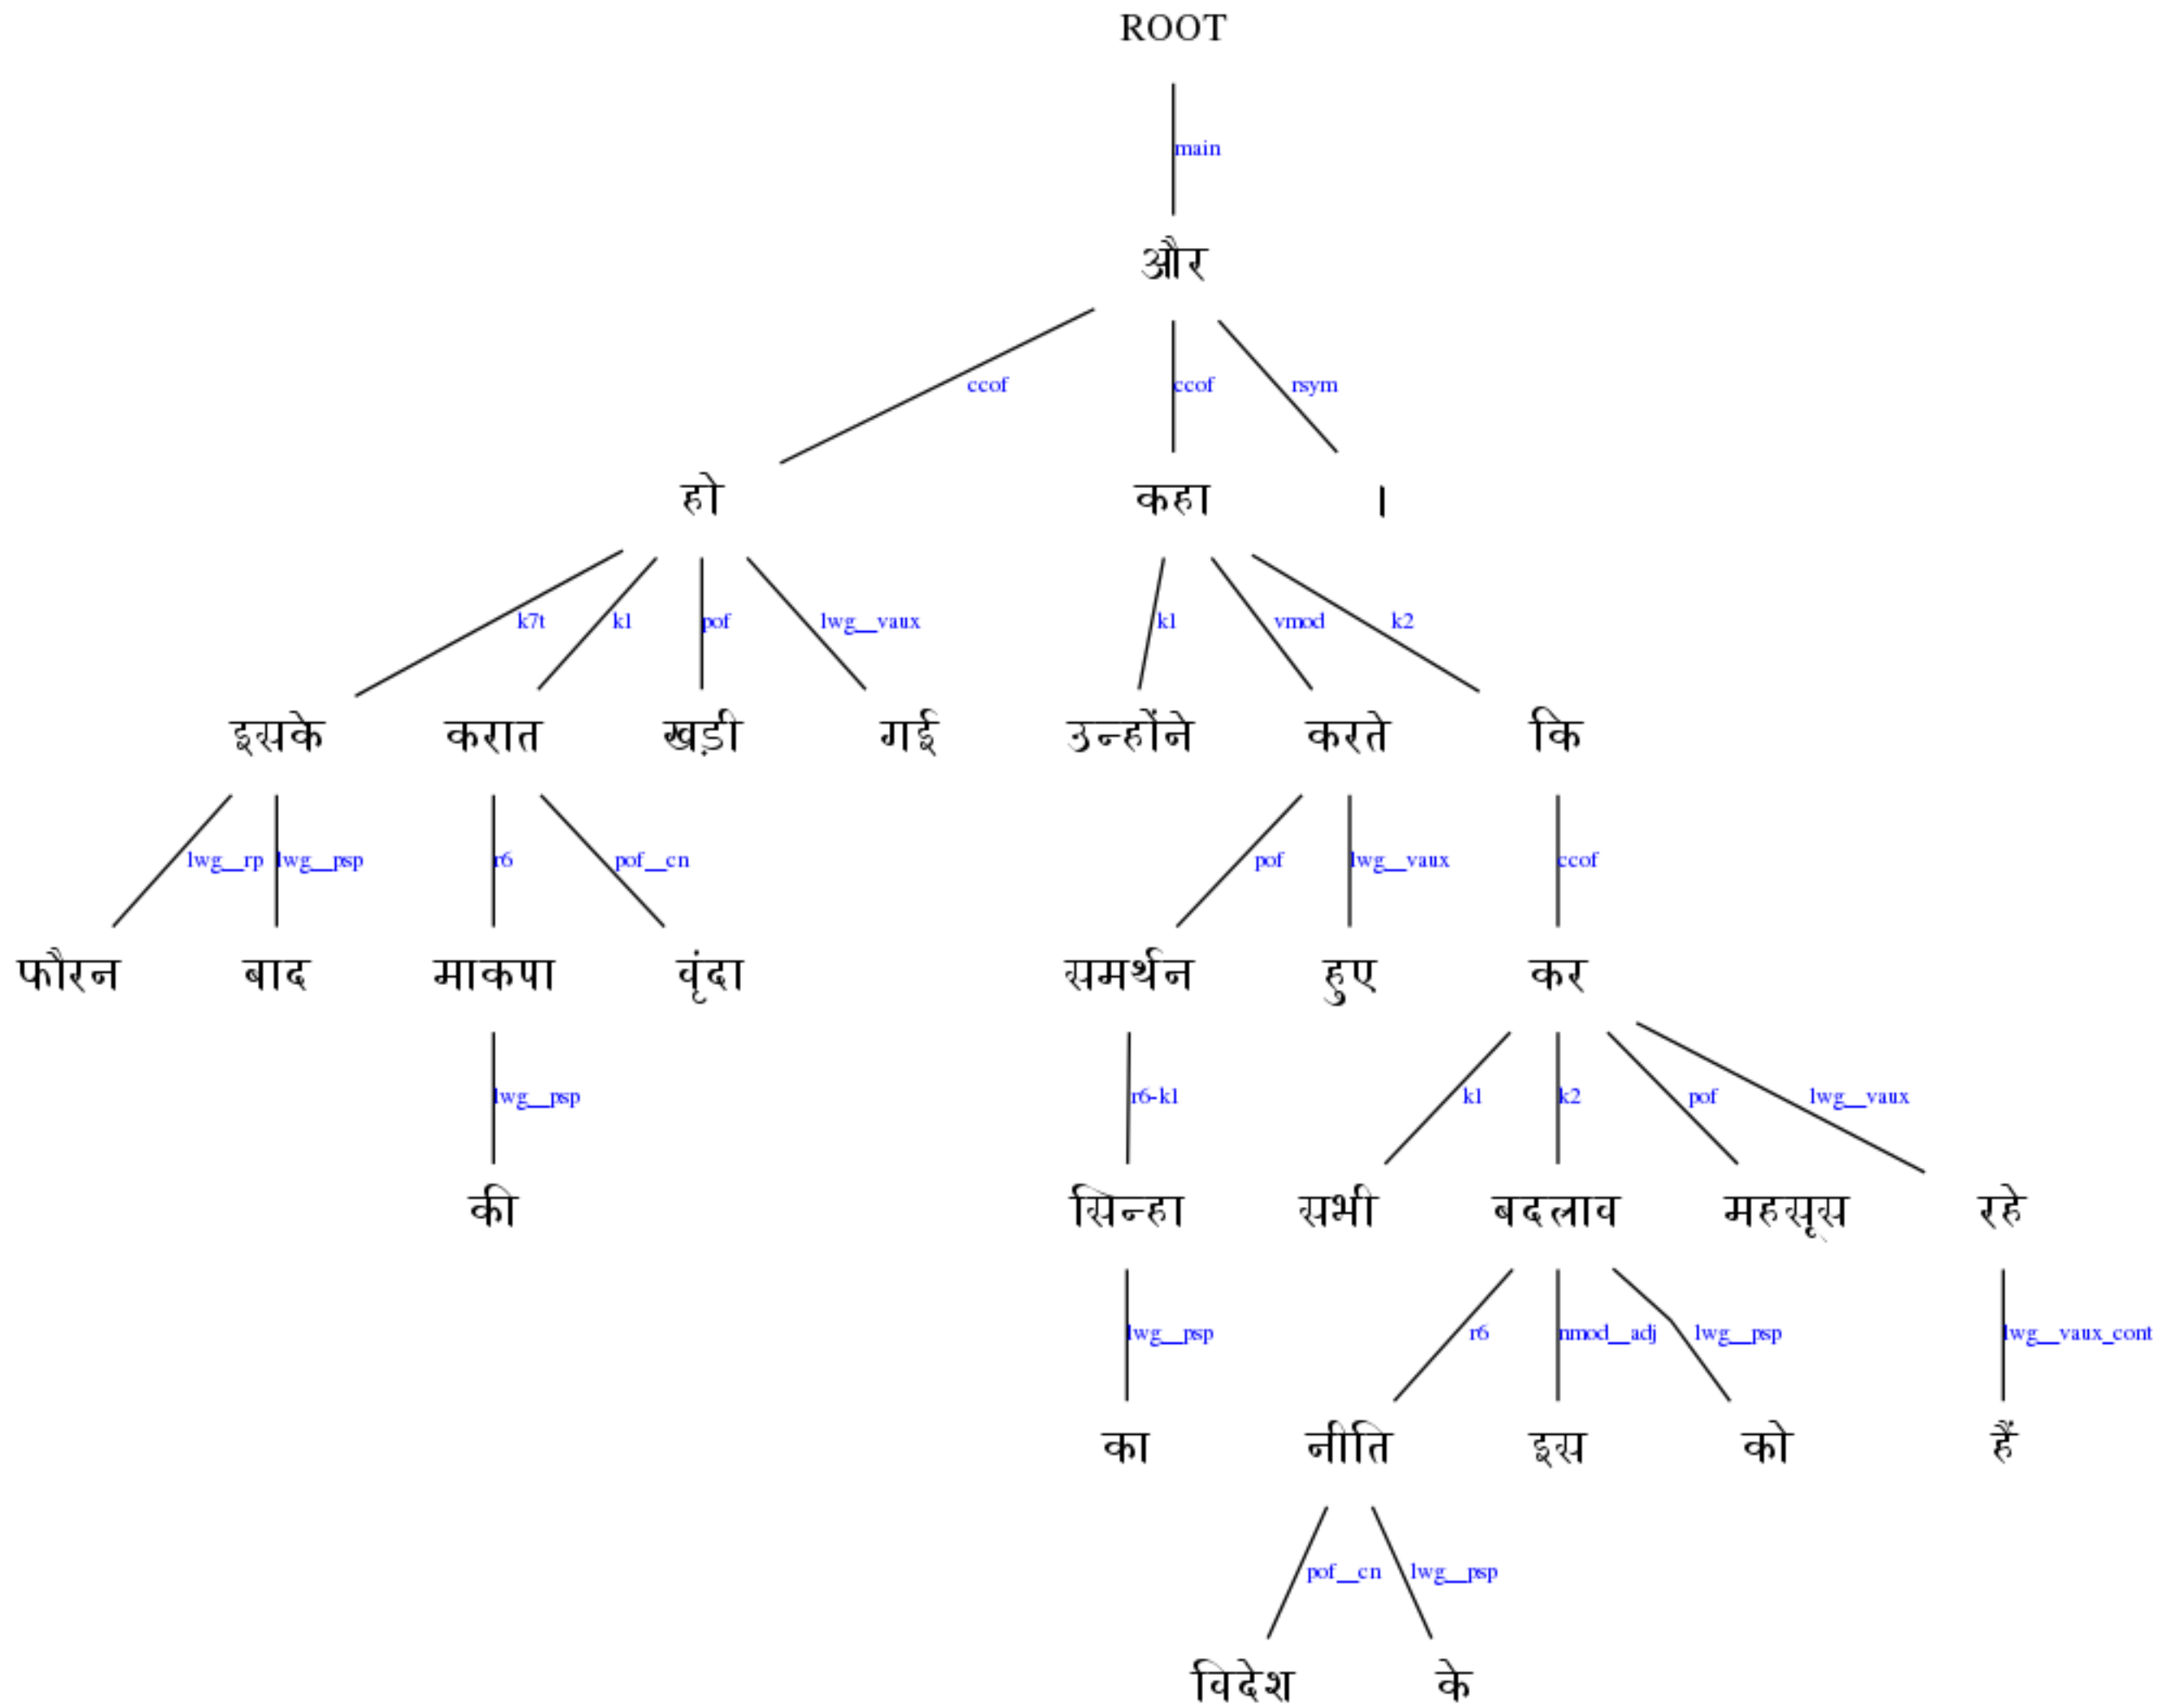 ROOT
main
और
ccof ccof rsym
हो कहा ।
k7t k1 pof lwg__vaux k1 vmod k2
इसके करात खड़ी गई उन्होंने करते कि
lwg__rp lwg__psp r6 pof__cn pof lwg__vaux ccof
फौरन बाद माकपा वृंदा समर्थन हुए कर
lwg__psp r6-k1 k1 k2 pof lwg__vaux
की सिन्हा सभी बदलाव महसूस रहे
lwg__psp r6 nmod__adj lwg__psp lwg__vaux_cont
का नीति इस को हैं
pof__cn lwg__psp
विदेश के